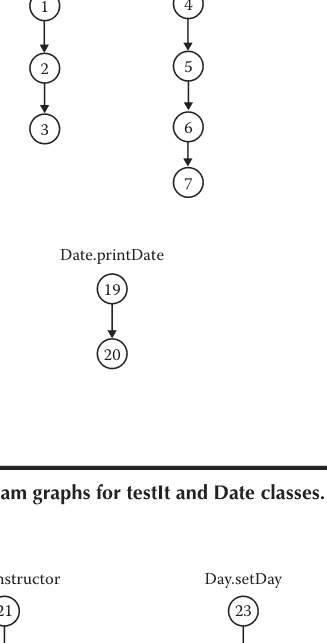 1
4
2
5
3
6
7
Date.printDate
19
20
am graphs for testIt and Date classes.
nstructor
Day.setDay
21
23